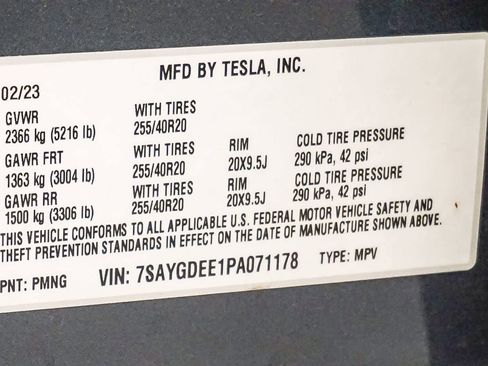 MFD BY TESLA, INC.
02/23
GVWR WITH TIRES
2366 kg (5216 lb) 255/40R20
GAWR FRT WITH TIRES RIM COLD TIRE PRESSURE
1363 kg (3004 lb) 255/40R20 20X9.5J 290 kPa, 42 psi
GAWR RR WITH TIRES RIM COLD TIRE PRESSURE
1500 kg (3306 lb) 255/40R20 20X9.5J 290 kPa, 42 psi
THIS VEHICLE CONFORMS TO ALL APPLICABLE U.S. FEDERAL MOTOR VEHICLE SAFETY AND
THEFT PREVENTION STANDARDS IN EFFECT ON THE DATE OF MANUFACTURE SHOWN ABOVE.
PNT: PMNG VIN: 7SAYGDEE1PA071178 TYPE: MPV